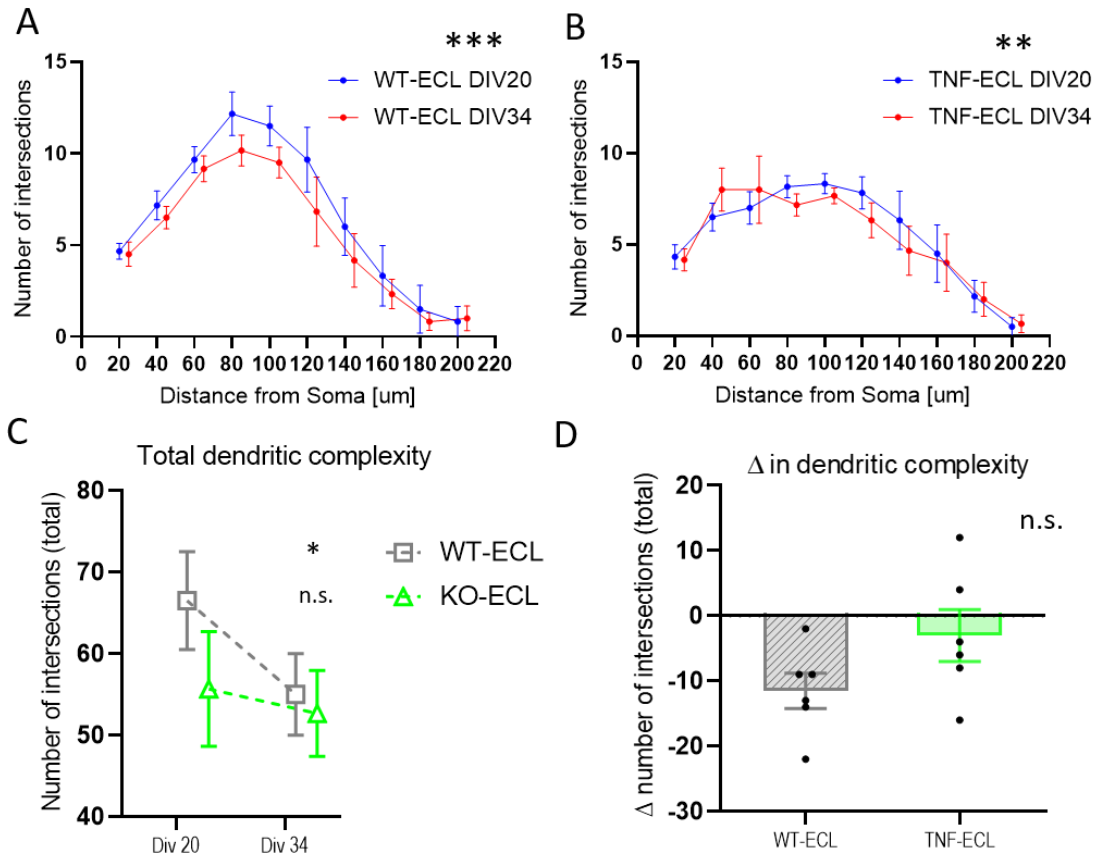 A
***
15
10
5
0
Number of intersections
WT-ECL DIV20
WT-ECL DIV34
20 40 60 80 100 120 140 160 180 200 220
Distance from Soma [um]
B
**
15
10
5
0
Number of intersections
TNF-ECL DIV20
TNF-ECL DIV34
20 40 60 80 100 120 140 160 180 200 220
Distance from Soma [um]
C
Total dendritic complexity
80
70
60
50
40
Number of intersections (total)
*
n.s.
WT-ECL
KO-ECL
Div 20 Div 34
D
Δ in dendritic complexity
20
10
0
-10
-20
-30
Δ number of intersections (total)
n.s.
WT-ECL TNF-ECL